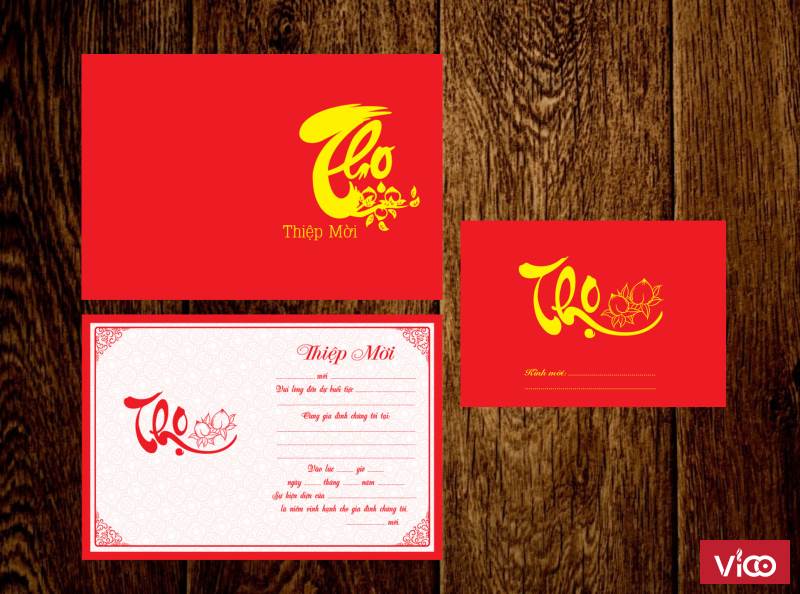 Thọ
Thiệp Mời
Thọ
Kính mời:
Thọ
Thiệp Mời
mời
Vui lòng đến dự buổi tiệc
Cùng gia đình chúng tôi tại:
Vào lúc giờ
ngày tháng năm
Sự hiện diện của
là niềm vinh hạnh cho gia đình chúng tôi.
mời.
VICO